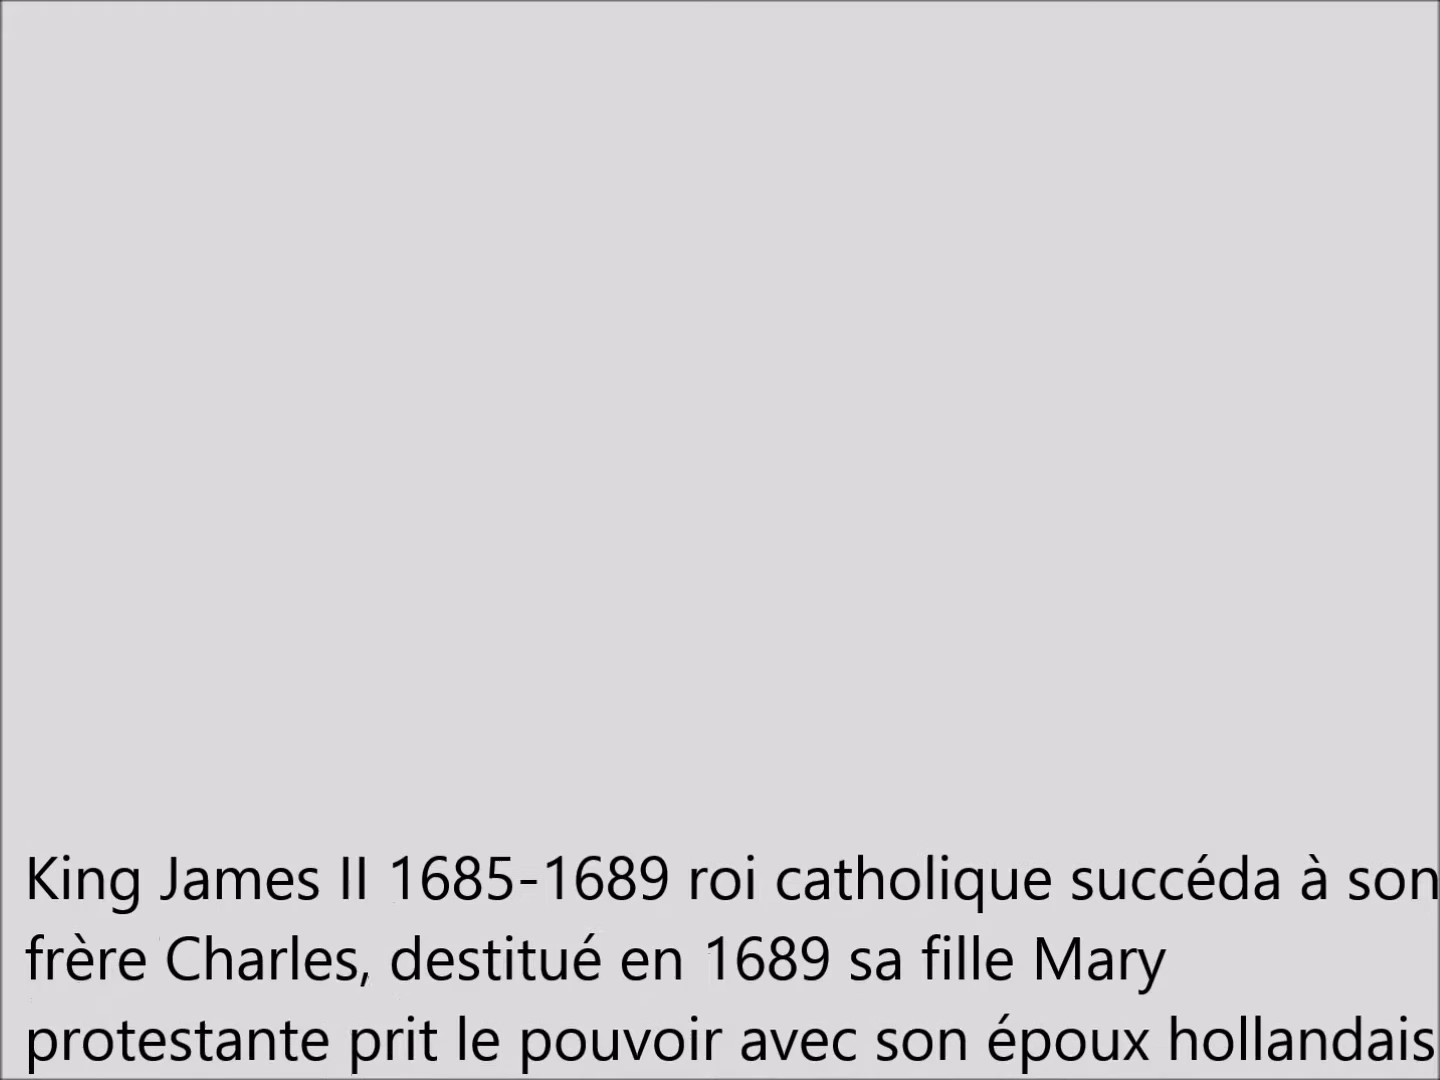 King James II 1685-1689 roi catholique succéda à son
frère Charles, destitué en 1689 sa fille Mary
protestante prit le pouvoir avec son époux hollandais